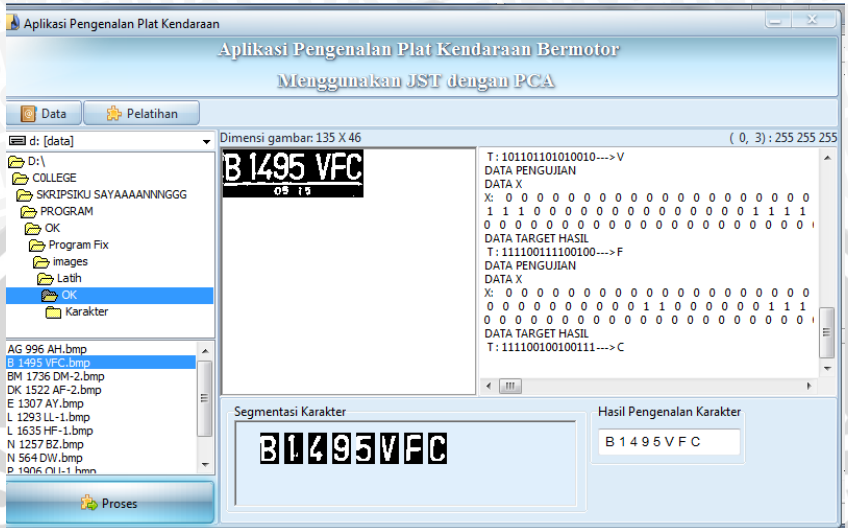 Aplikasi Pengenalan Plat Kendaraan
Aplikasi Pengenalan Plat Kendaraan Bermotor
Menggunakan JST dengan PCA
Data
Pelatihan
d: [data]
D:\
COLLEGE
SKRIPSIKU SAYAAAANNNGGG
PROGRAM
OK
Program Fix
images
Latih
OK
Karakter
AG 996 AH.bmp
B 1495 VFC.bmp
BM 1736 DM-2.bmp
DK 1522 AF-2.bmp
E 1307 AY.bmp
L 1293 LL-1.bmp
L 1635 HF-1.bmp
N 1257 BZ.bmp
N 564 DW.bmp
P 1906 QU-1.bmp
Proses
Dimensi gambar: 135 X 46
( 0, 3) : 255 255 255
B 1495 VFC
05 15
T : 101101101010010---> V
DATA PENGUJIAN
DATA X
X: 0 0 0 0 0 0 0 0 0 0 0 0 0 0 0 0 0 0 0 0
1 1 1 0 0 0 0 0 0 0 0 0 0 0 0 0 0 1 1 1 1
0 0 0 0 0 0 0 0 0 0 0 0 0 0 0 0 0 0 0 0 0
DATA TARGET HASIL
T : 111100111100100---> F
DATA PENGUJIAN
DATA X
X: 0 0 0 0 0 0 0 0 0 0 0 0 0 0 0 0 0 0 0 0
0 0 0 0 0 0 0 0 0 0 1 1 0 0 0 0 0 0 1 1 1
0 0 0 0 0 0 0 0 0 0 0 0 0 0 0 0 0 0 0 0 0
DATA TARGET HASIL
T : 111100100100111---> C
Segmentasi Karakter
B 1 4 9 5 V F C
Hasil Pengenalan Karakter
B 1 4 9 5 V F C